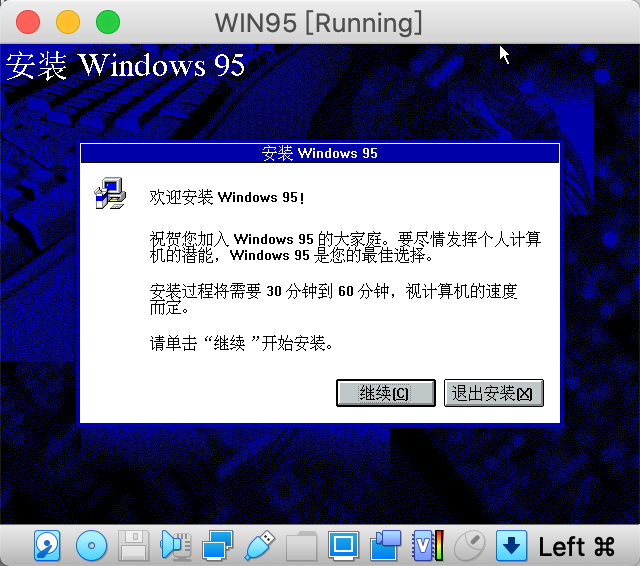 WIN95 [Running]
安装 Windows 95
安装 Windows 95
欢迎安装 Windows 95!
祝贺您加入 Windows 95 的大家庭。要尽情发挥个人计算
机的潜能，Windows 95 是您的最佳选择。
安装过程将需要 30 分钟到 60 分钟，视计算机的速度
而定。
请单击“继续 ”开始安装。
继续(C) 退出安装(X)
V
Left ⌘